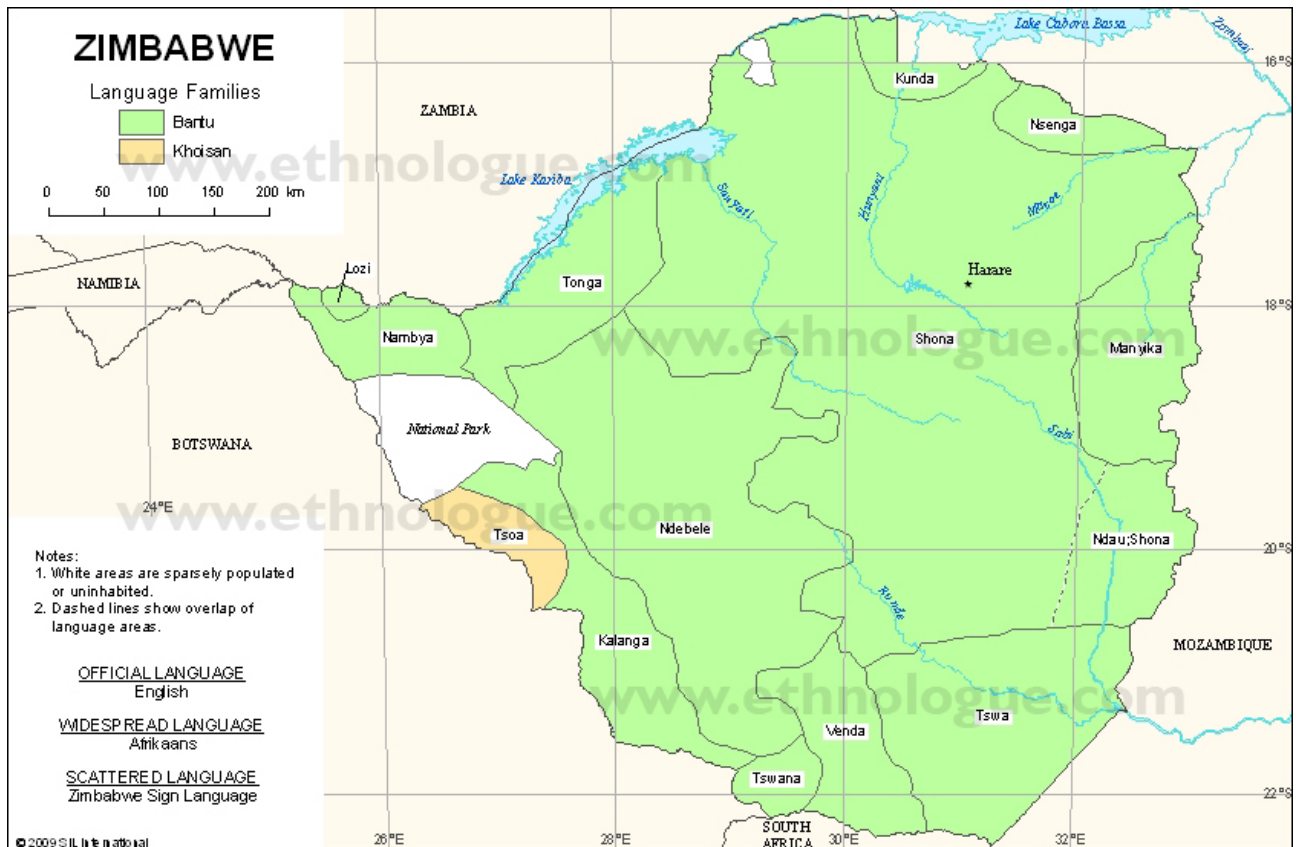 ZIMBABWE
Language Families
Bantu
Khoisan
0 50 100 150 200 km
www.ethnologue.com
www.ethnologue.com
www.ethnologue.com
www.ethnologue.com
Lake Cabora Bassa
Zambezi
16°S
ZAMBIA
Kunda
Nsenga
Lake Kariba
Sanyati
Hunyani
Mazoe
NAMIBIA
Lozi
Tonga
Harare
18°S
Nambya
Shona
Manyika
National Park
BOTSWANA
Sabi
24°E
Tsoa
Ndebele
Ndau;Shona
20°S
Runde
Kalanga
MOZAMBIQUE
Venda
Tswa
Tswana
22°S
SOUTH
AFRICA
26°E
28°E
30°E
32°E
Notes:
1. White areas are sparsely populated
or uninhabited.
2. Dashed lines show overlap of
language areas.
OFFICIAL LANGUAGE
English
WIDESPREAD LANGUAGE
Afrikaans
SCATTERED LANGUAGE
Zimbabwe Sign Language
© 2009 SIL International